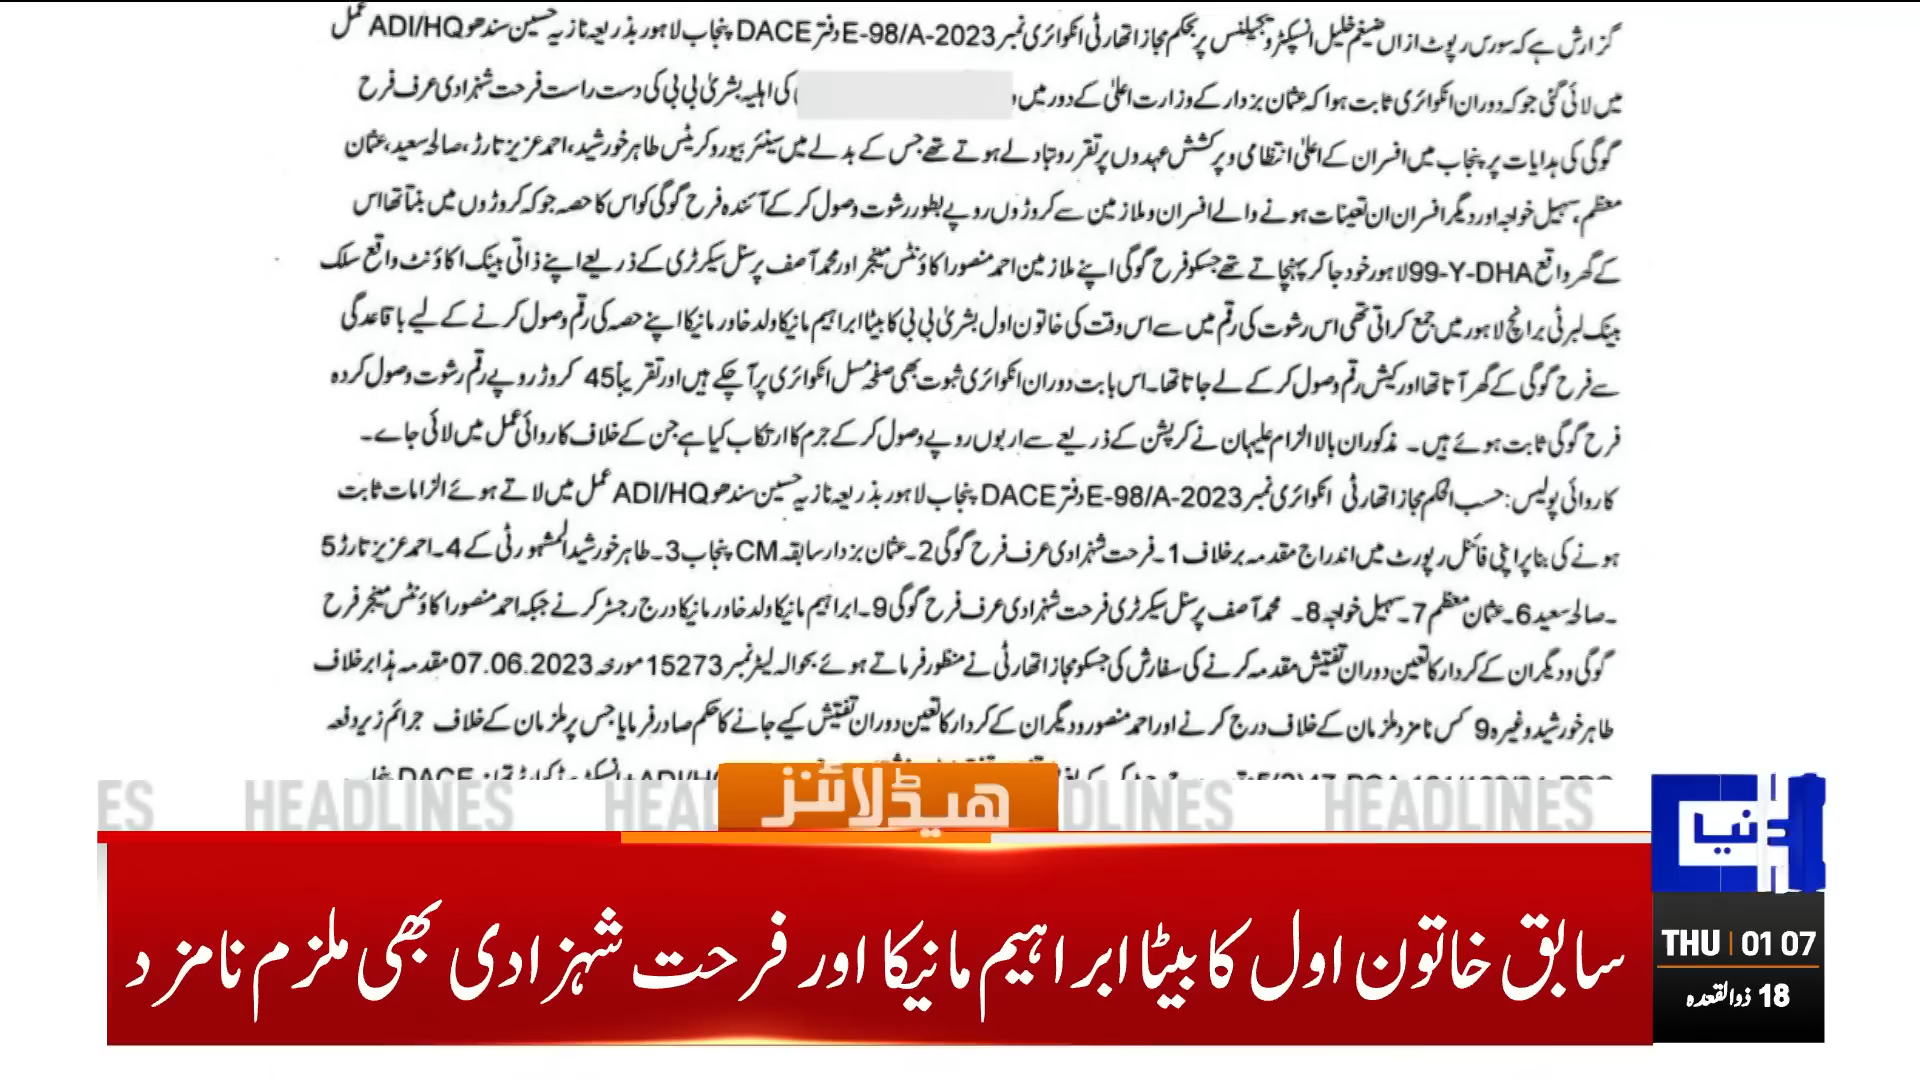 گزارش ہے کہ سورس رپوٹ ازاں ضیغم خلیل انسپکٹر ویجیلنس پر بحکم مجاز اتھارٹی انکوائری نمبر E-98/A-2023 دفتر DACE پنجاب لاہور بذریعہ نازیہ حسین سندھو ADI/HQ عمل
میں لائی گئی جو کہ دوران انکوائری ثابت ہوا کہ عثمان بزدار کے وزارت اعلیٰ کے دور میں کی اہلیہ بشریٰ بی بی کی دست راست فرحت شہزادی عرف فرح
گوگی کی ہدایات پر پنجاب میں افسران کے اعلیٰ انتظامی و پرکشش عہدوں پر تقرر و تبادلے ہوتے تھے جس کے بدلے میں سینئر بیوروکریٹس طاہر خورشید، احمد عزیز تارڑ، صالحہ سعید، عثمان
معظم، سہیل خواجہ اور دیگر افسران ان تعینات ہونے والے افسران و ملازمین سے کروڑوں روپے بطور رشوت وصول کر کے آئندہ فرح گوگی کو اس کا حصہ جو کہ کروڑوں میں بنتا تھا اس
کے گھر واقع 99-Y-DHA لاہور خود جا کر پہنچاتے تھے جسکو فرح گوگی اپنے ملازمین احمد منصور اکاؤنٹس منیجر اور محمد آصف پرسنل سیکرٹری کے ذریعے اپنے ذاتی بینک اکاؤنٹ واقع سلک
بینک لبرٹی برانچ لاہور میں جمع کراتی تھی اس رشوت کی رقم میں سے اس وقت کی خاتون اول بشریٰ بی بی کا بیٹا ابراہیم مانیکا ولد خاور مانیکا اپنے حصہ کی رقم وصول کرنے کے لیے باقاعدگی
سے فرح گوگی کے گھر آتا تھا اور کیش رقم وصول کر کے لے جاتا تھا۔ اس بابت دوران انکوائری ثبوت بھی صفحہ مسل انکوائری پر آچکے ہیں اور تقریباً 45 کروڑ روپے رقم رشوت وصول کردہ
فرح گوگی ثابت ہوئے ہیں۔ مذکوران بالا الزام علیہان نے کرپشن کے ذریعے سے اربوں روپے وصول کر کے جرم کا ارتکاب کیا ہے جن کے خلاف کاروائی عمل میں لائی جاے۔
کاروائی پولیس: حسب الحکم مجاز اتھارٹی انکوائری نمبر E-98/A-2023 دفتر DACE پنجاب لاہور بذریعہ نازیہ حسین سندھو ADI/HQ عمل میں لاتے ہوئے الزامات ثابت
ہونے کی بنا پر اپنی فائنل رپورٹ میں اندراج مقدمہ بر خلاف 1۔ فرحت شہزادی عرف فرح گوگی 2۔ عثمان بزدار سابقہ CM پنجاب 3۔ طاہر خورشید المشہور ٹی کے 4۔ احمد عزیز تارڑ 5
۔ صالحہ سعید 6۔ عثمان معظم 7۔ سہیل خواجہ 8۔ محمد آصف پرسنل سیکرٹری فرحت شہزادی عرف فرح گوگی 9۔ ابراہیم مانیکا ولد خاور مانیکا درج رجسٹر کرنے جبکہ احمد منصور اکاؤنٹس منیجر فرح
گوگی و دیگران کے کردار کا تعین دوران تفتیش مقدمہ کرنے کی سفارش کی جسکو مجاز اتھارٹی نے منظور فرماتے ہوئے بحوالہ لیٹر نمبر 15273 مورخہ 07.06.2023 مقدمہ ہذا بر خلاف
طاہر خورشید وغیرہ 9 کس نامزد ملزمان کے خلاف درج کرنے اور احمد منصور و دیگران کے کردار کا تعین دوران تفتیش کیے جانے کا حکم صادر فرمایا جس پر ملزمان کے خلاف جرائم زیر دفعہ
HEADLINES
ھیڈلائنز
سابق خاتون اول کا بیٹا ابراہیم مانیکا اور فرحت شہزادی بھی ملزم نامزد
دنیا
THU | 01 07
18 ذوالقعدہ